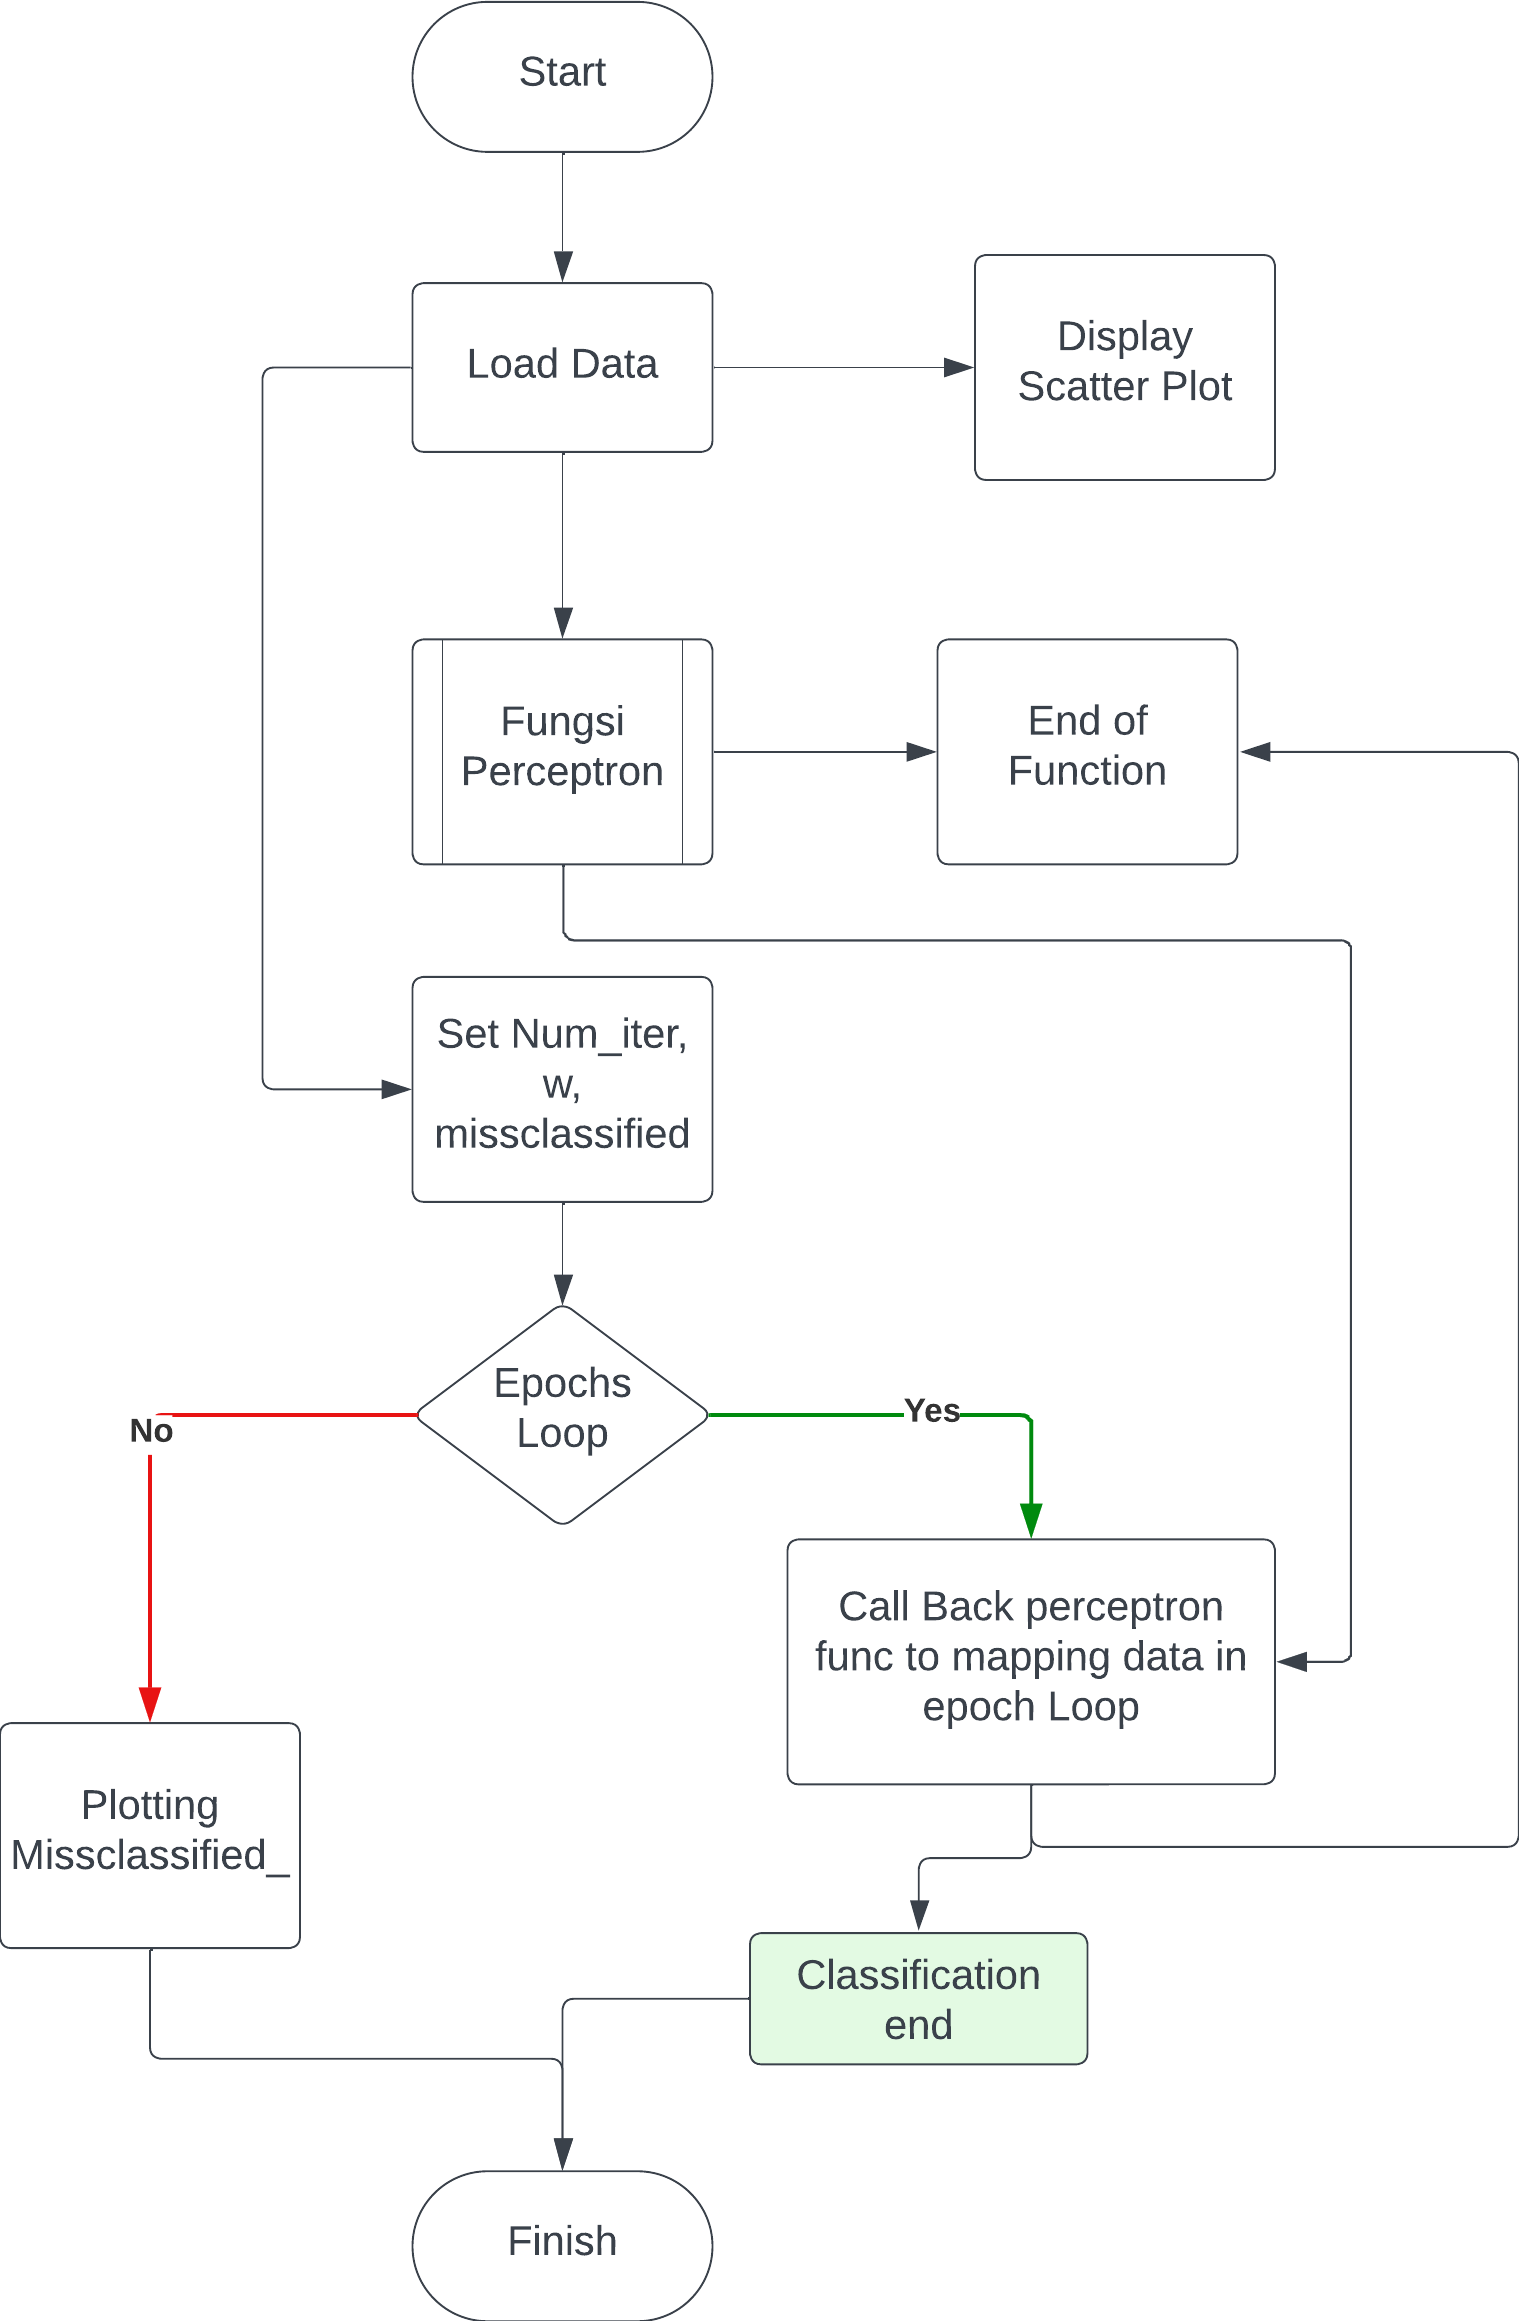 Start
Load Data
Display
Scatter Plot
Fungsi
Perceptron
End of
Function
Set Num_iter,
w,
missclassified
Epochs
Loop
No
Yes
Call Back perceptron
func to mapping data in
epoch Loop
Plotting
Missclassified_
Classification
end
Finish